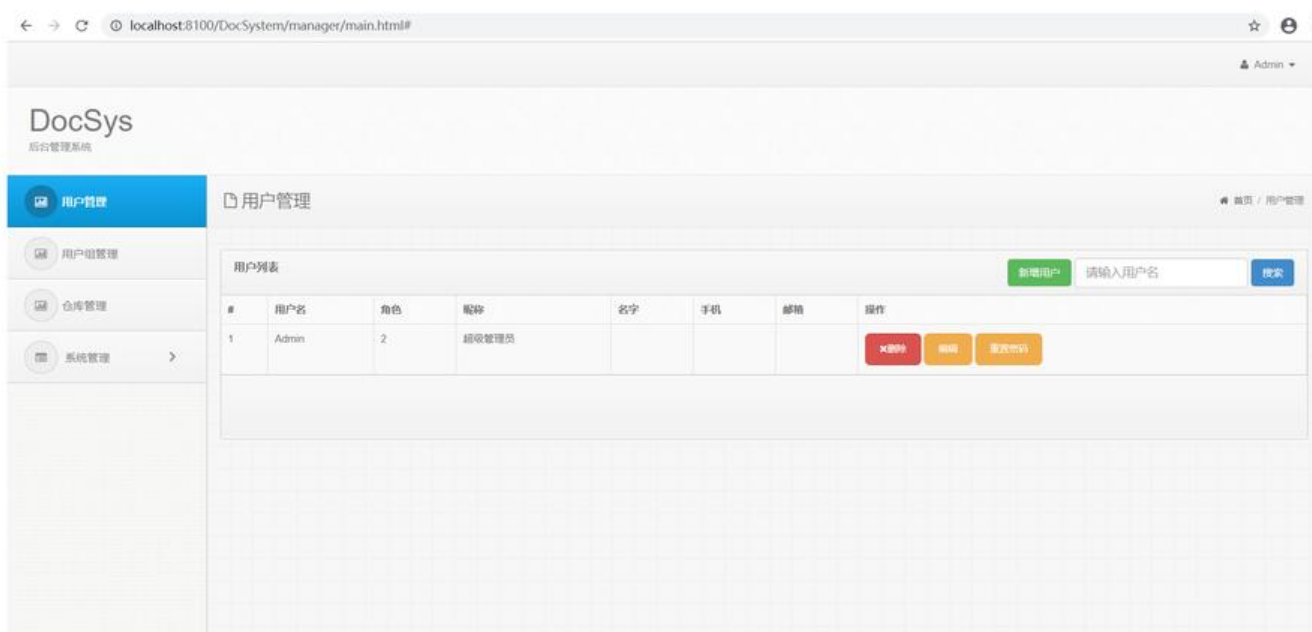 localhost:8100/DocSystem/manager/main.html#
Admin
DocSys
后台管理系统
用户管理
用户管理
首页 / 用户管理
用户组管理
用户列表
新增用户
请输入用户名
搜索
仓库管理
# 用户名 角色 昵称 名字 手机 邮箱 操作
1 Admin 2 超级管理员 ×删除 编辑 重置密码
系统管理